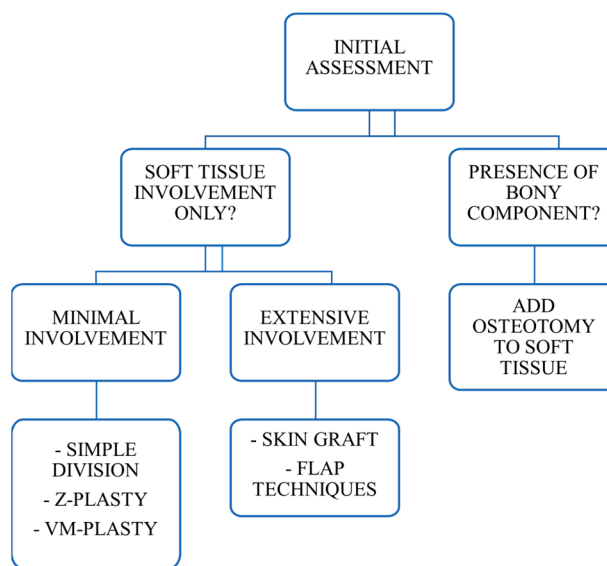 INITIAL
ASSESSMENT
SOFT TISSUE
INVOLVEMENT
ONLY?
PRESENCE OF
BONY
COMPONENT?
MINIMAL
INVOLVEMENT
EXTENSIVE
INVOLVEMENT
ADD
OSTEOTOMY
TO SOFT
TISSUE
- SIMPLE
DIVISION
- Z-PLASTY
- VM-PLASTY
- SKIN GRAFT
- FLAP
TECHNIQUES